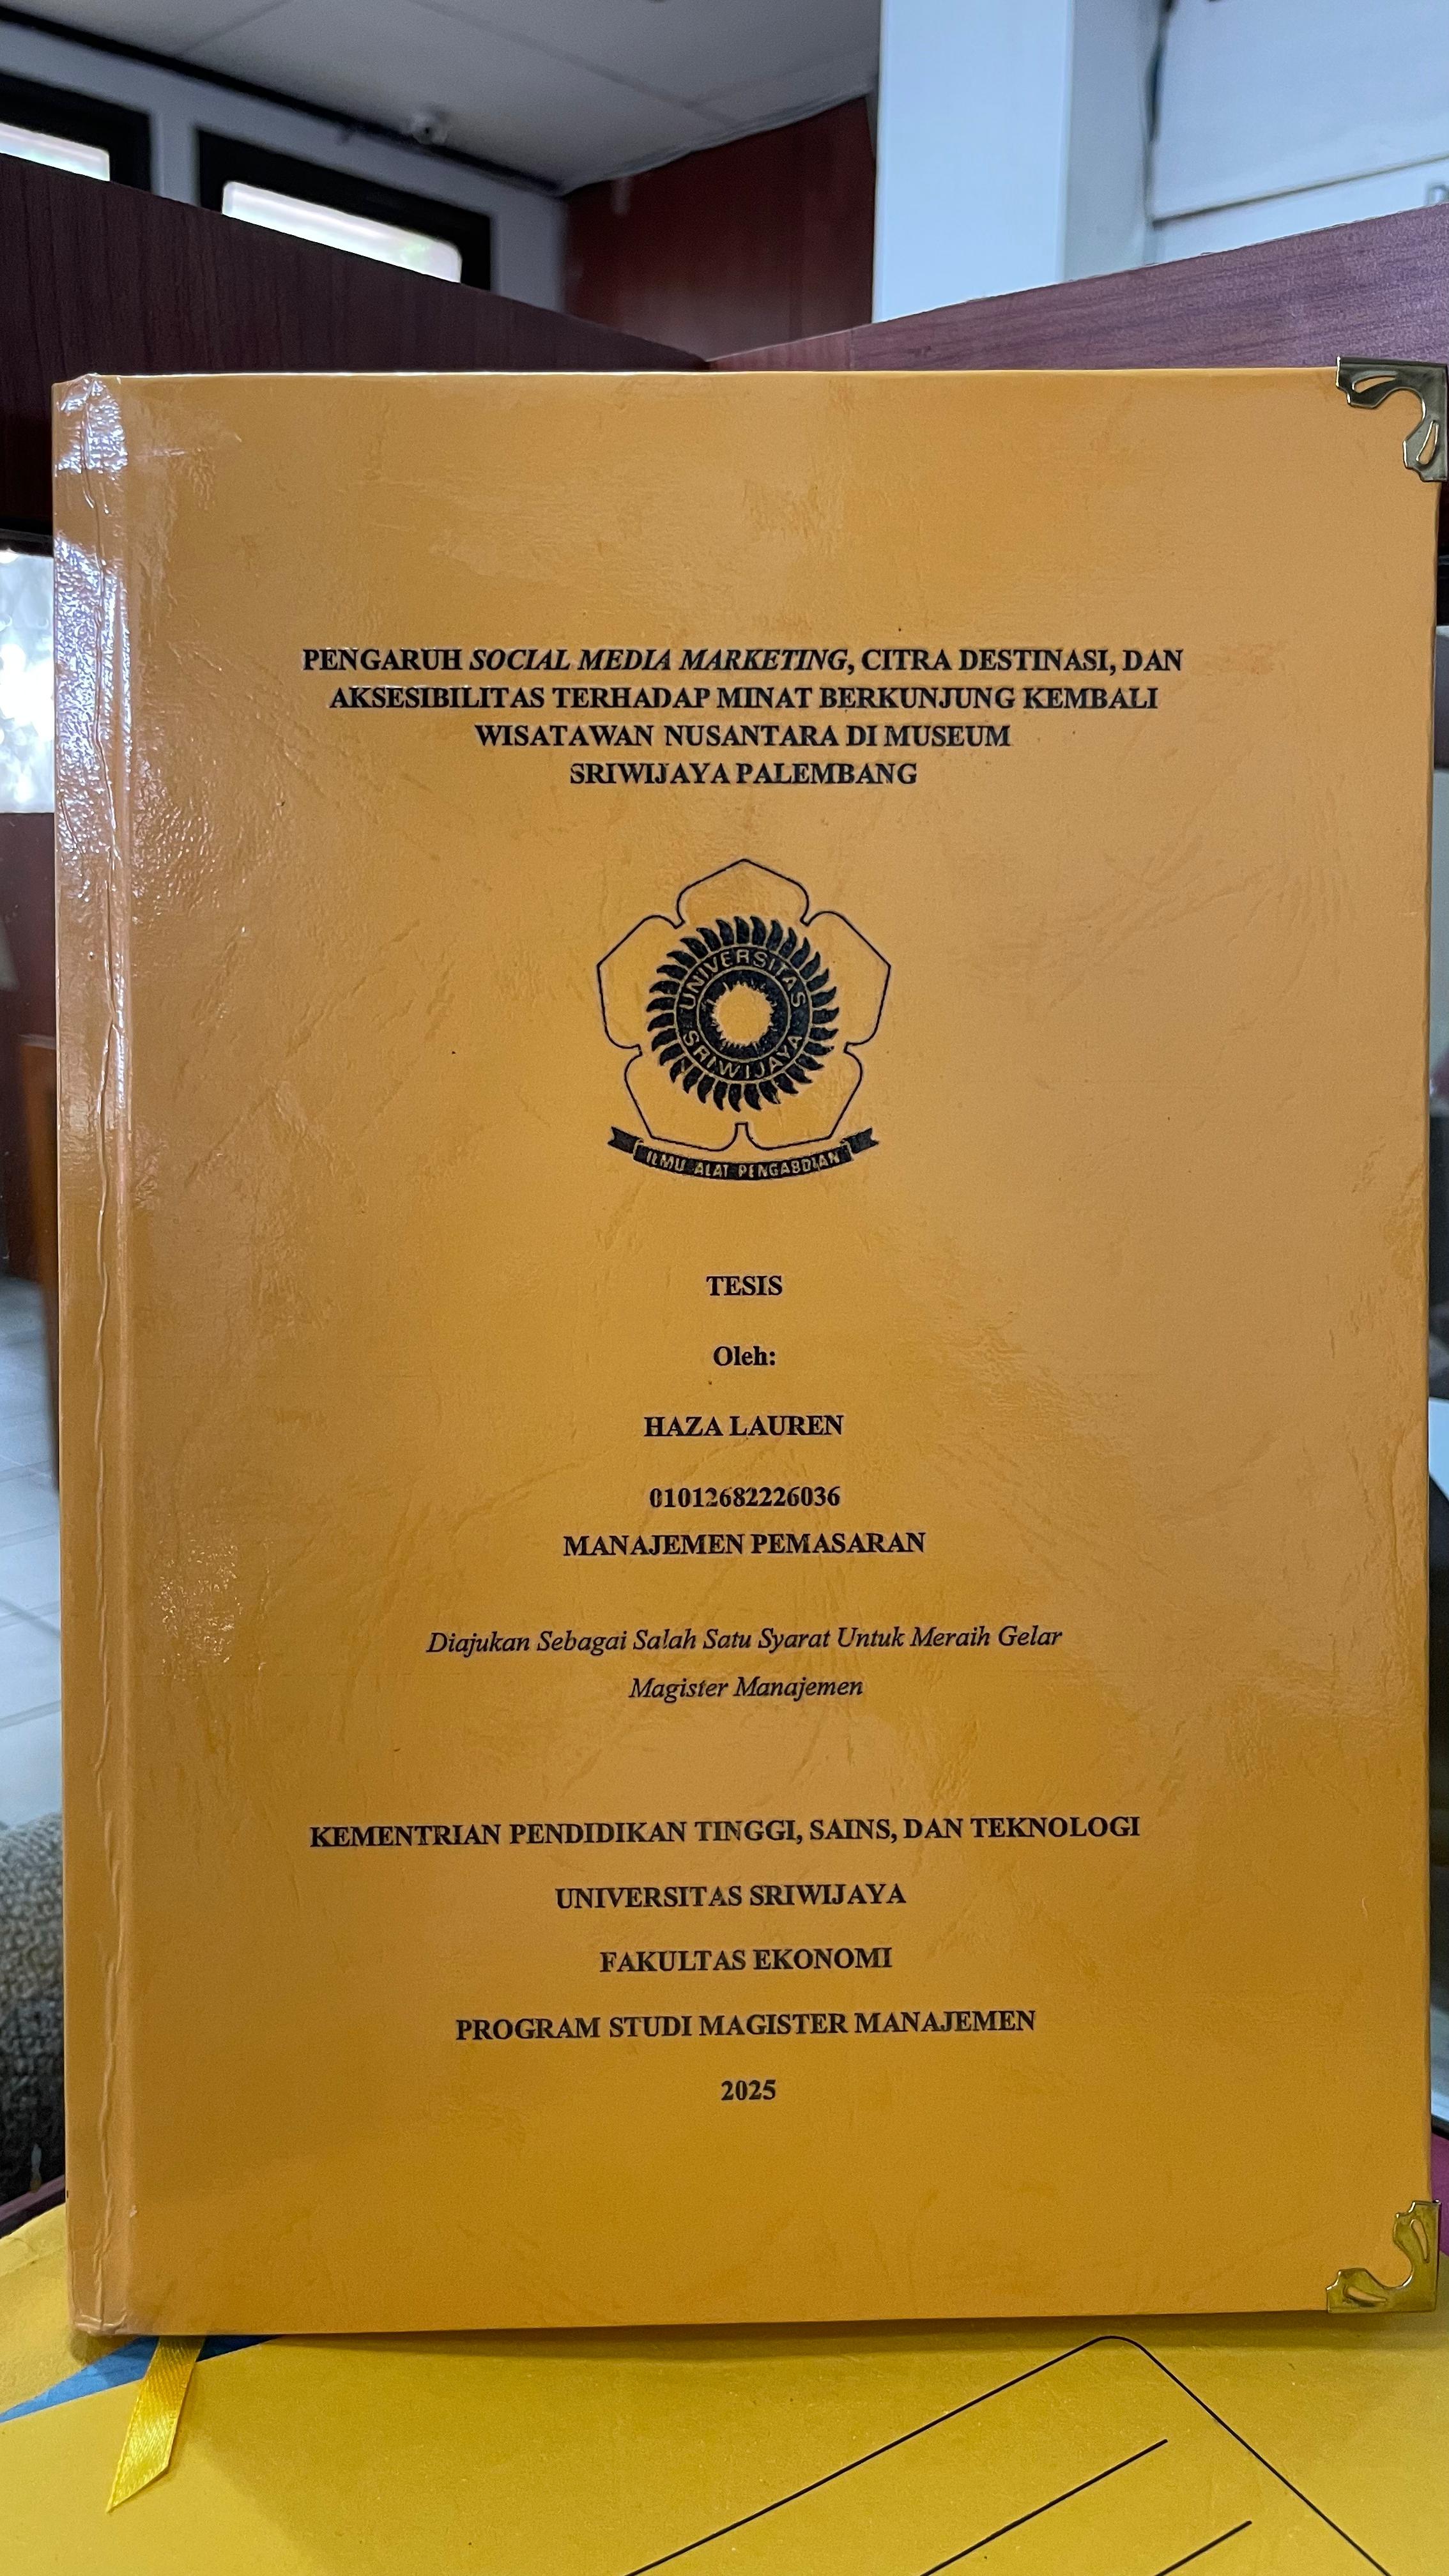 PENGARUH SOCIAL MEDIA MARKETING, CITRA DESTINASI, DAN
AKSESIBILITAS TERHADAP MINAT BERKUNJUNG KEMBALI
WISATAWAN NUSANTARA DI MUSEUM
SRIWIJAYA PALEMBANG
UNIVERSITAS
SRIWIJAYA
ILMU ALAT PENGABDIAN
TESIS
Oleh:
HAZA LAUREN
01012682226036
MANAJEMEN PEMASARAN
Diajukan Sebagai Salah Satu Syarat Untuk Meraih Gelar
Magister Manajemen
KEMENTRIAN PENDIDIKAN TINGGI, SAINS, DAN TEKNOLOGI
UNIVERSITAS SRIWIJAYA
FAKULTAS EKONOMI
PROGRAM STUDI MAGISTER MANAJEMEN
2025